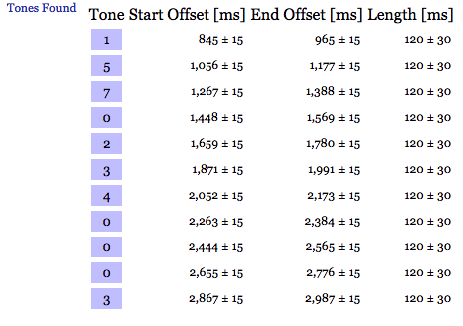 Tones Found
Tone Start Offset [ms] End Offset [ms] Length [ms]
1 845 ± 15 965 ± 15 120 ± 30
5 1,056 ± 15 1,177 ± 15 120 ± 30
7 1,267 ± 15 1,388 ± 15 120 ± 30
0 1,448 ± 15 1,569 ± 15 120 ± 30
2 1,659 ± 15 1,780 ± 15 120 ± 30
3 1,871 ± 15 1,991 ± 15 120 ± 30
4 2,052 ± 15 2,173 ± 15 120 ± 30
0 2,263 ± 15 2,384 ± 15 120 ± 30
0 2,444 ± 15 2,565 ± 15 120 ± 30
0 2,655 ± 15 2,776 ± 15 120 ± 30
3 2,867 ± 15 2,987 ± 15 120 ± 30